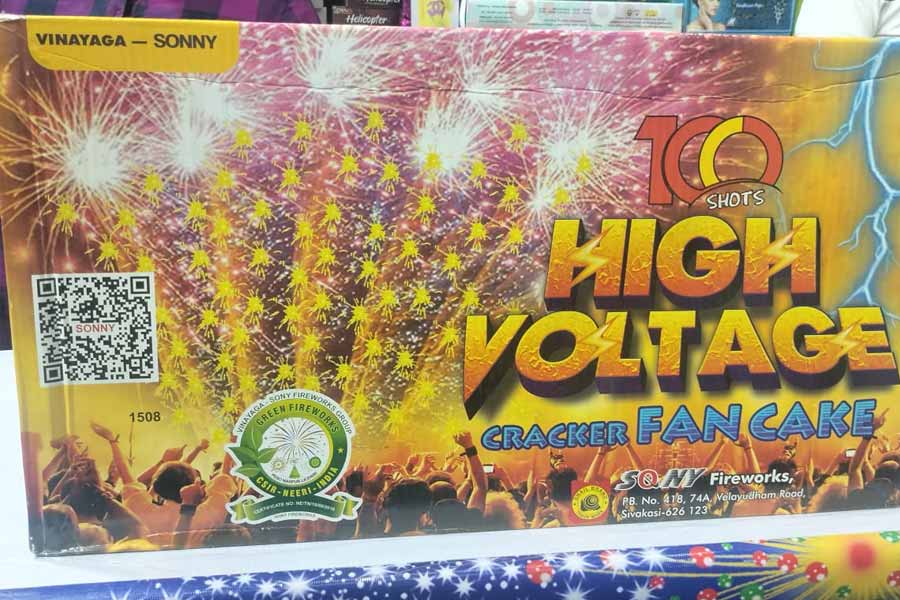 Helicopter
VINAYAGA — SONNY
100
SHOTS
HIGH
VOLTAGE
CRACKER FAN CAKE
SONNY
1508
VINAYAGA - SONY FIREWORKS GROUP
GREEN FIREWORKS
CSIR-NEERI-INDIA
SONY Fireworks,
P.B. No. 418, 74A, Velayudham Road,
Sivakasi-626 123